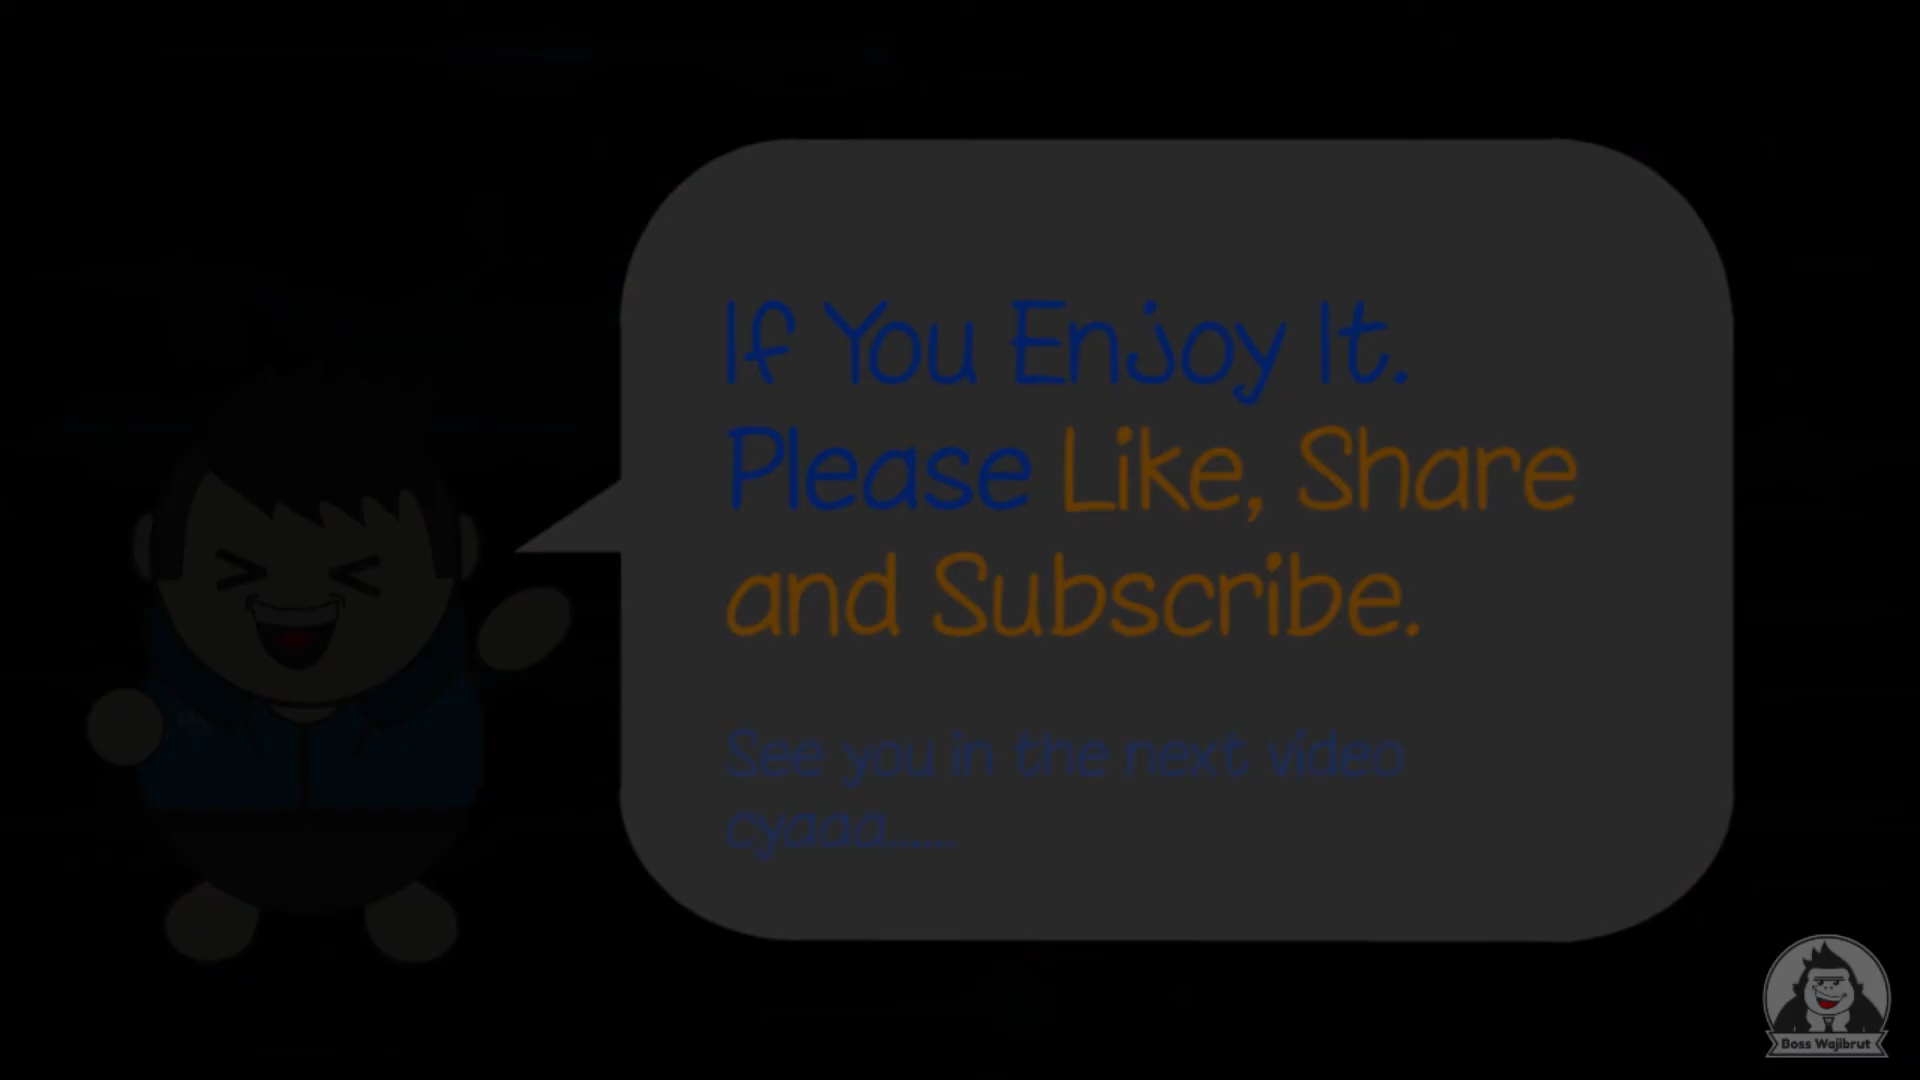 If You Enjoy It.
Please Like, Share
and Subscribe.
See you in the next video
cyaaa......
Boss Wajibrut